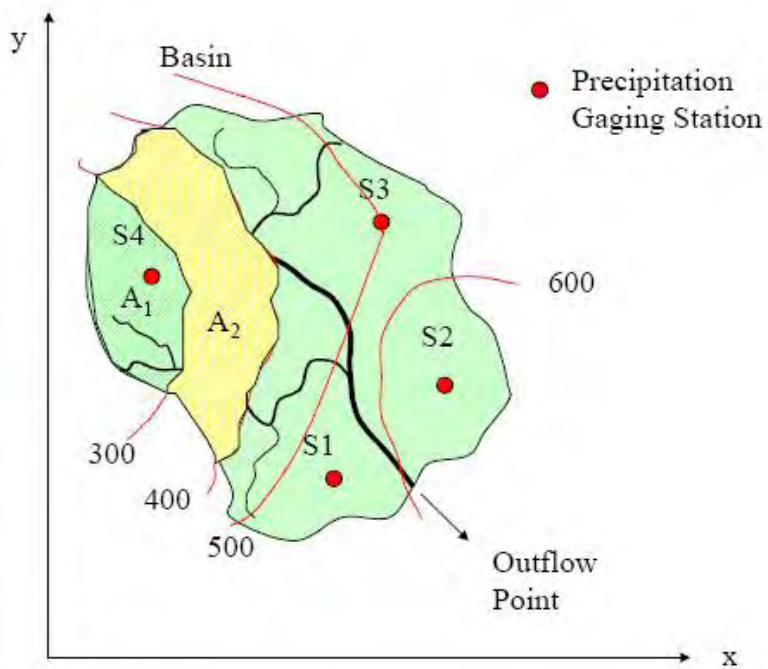 y
Basin
Precipitation
Gaging Station
S3
S4
600
A1
A2
S2
S1
300
400
500
Outflow
Point
x